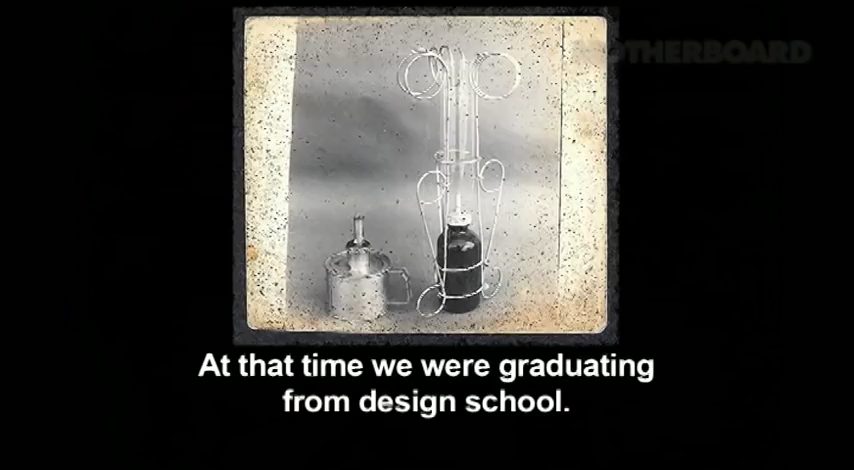 MOTHERBOARD
At that time we were graduating
from design school.